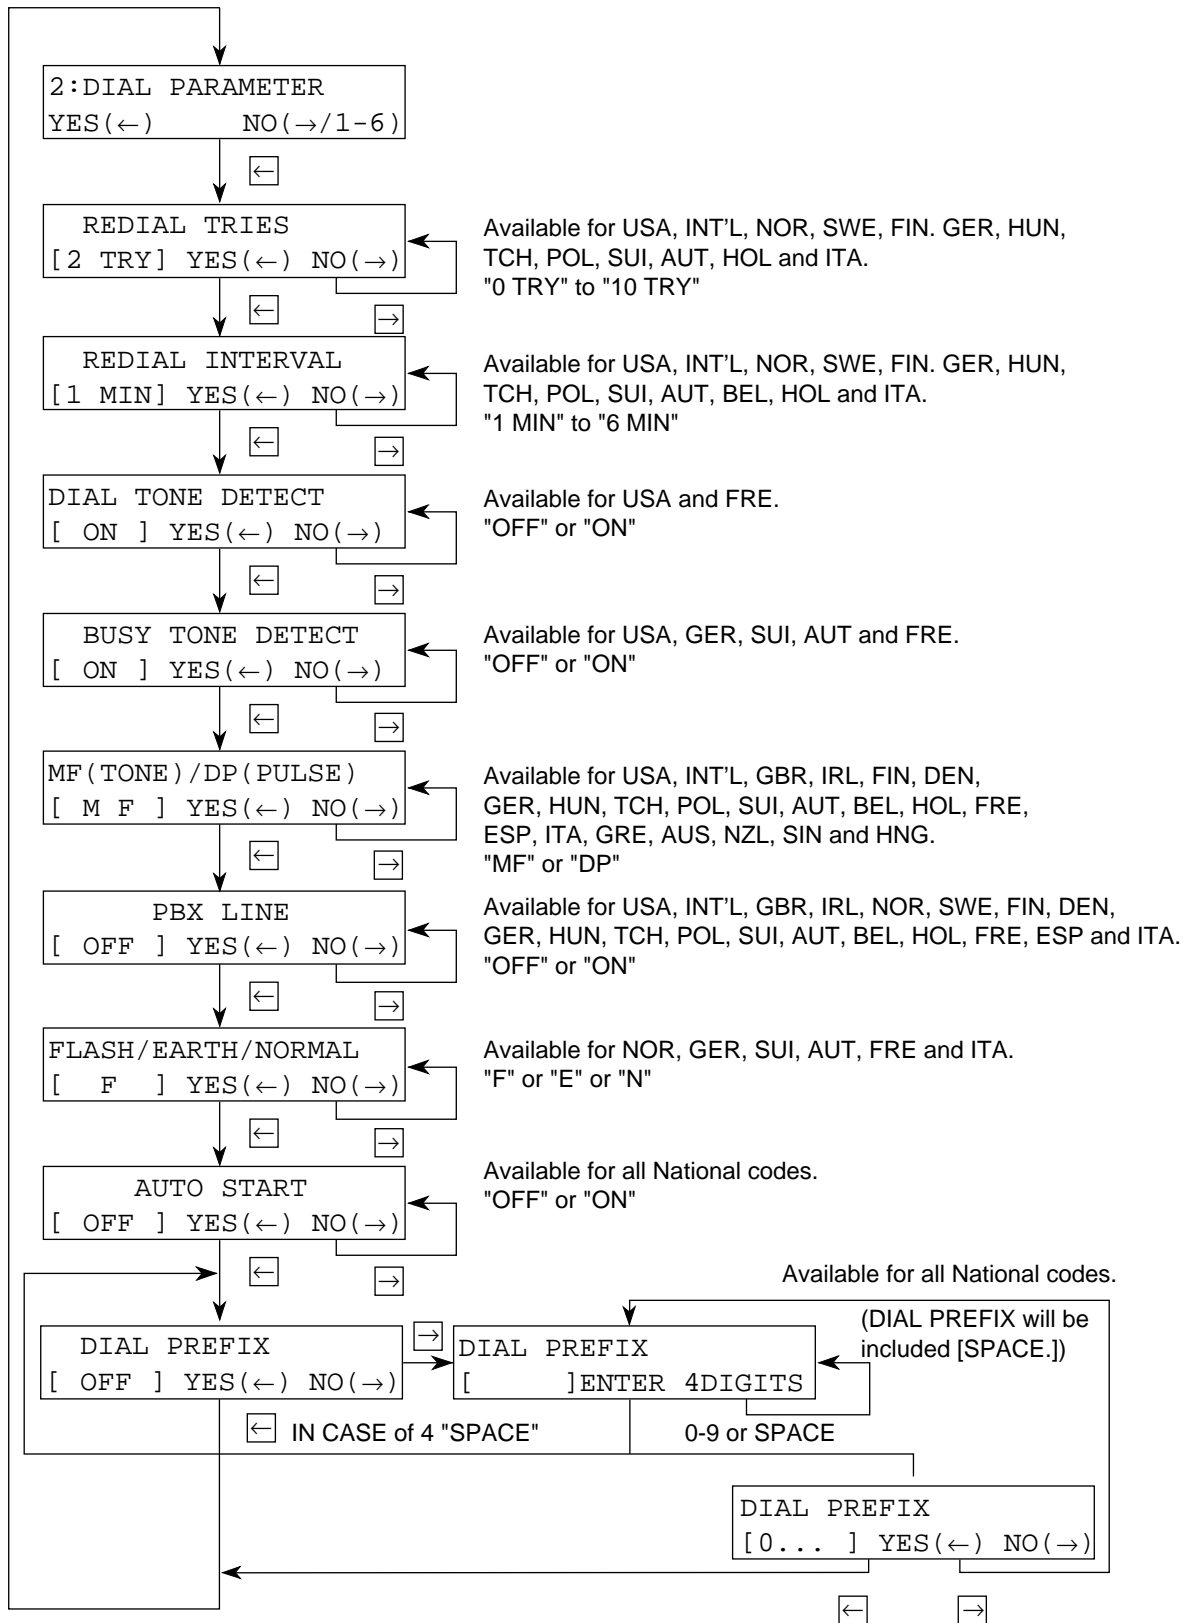 2:DIAL PARAMETER
YES(←) NO(→/1-6)
←
REDIAL TRIES
[2 TRY] YES(←) NO(→)
Available for USA, INT'L, NOR, SWE, FIN. GER, HUN,
TCH, POL, SUI, AUT, HOL and ITA.
"0 TRY" to "10 TRY"
←
→
REDIAL INTERVAL
[1 MIN] YES(←) NO(→)
Available for USA, INT'L, NOR, SWE, FIN. GER, HUN,
TCH, POL, SUI, AUT, BEL, HOL and ITA.
"1 MIN" to "6 MIN"
←
→
DIAL TONE DETECT
[ ON ] YES(←) NO(→)
Available for USA and FRE.
"OFF" or "ON"
←
→
BUSY TONE DETECT
[ ON ] YES(←) NO(→)
Available for USA, GER, SUI, AUT and FRE.
"OFF" or "ON"
←
→
MF(TONE)/DP(PULSE)
[ M F ] YES(←) NO(→)
Available for USA, INT'L, GBR, IRL, FIN, DEN,
GER, HUN, TCH, POL, SUI, AUT, BEL, HOL, FRE,
ESP, ITA, GRE, AUS, NZL, SIN and HNG.
"MF" or "DP"
←
→
PBX LINE
[ OFF ] YES(←) NO(→)
Available for USA, INT'L, GBR, IRL, NOR, SWE, FIN, DEN,
GER, HUN, TCH, POL, SUI, AUT, BEL, HOL, FRE, ESP and ITA.
"OFF" or "ON"
←
→
FLASH/EARTH/NORMAL
[ F ] YES(←) NO(→)
Available for NOR, GER, SUI, AUT, FRE and ITA.
"F" or "E" or "N"
←
→
AUTO START
[ OFF ] YES(←) NO(→)
Available for all National codes.
"OFF" or "ON"
←
→
Available for all National codes.
(DIAL PREFIX will be
included [SPACE.])
DIAL PREFIX
[ OFF ] YES(←) NO(→)
→
DIAL PREFIX
[ ]ENTER 4DIGITS
← IN CASE of 4 "SPACE"
0-9 or SPACE
DIAL PREFIX
[0... ] YES(←) NO(→)
←
→